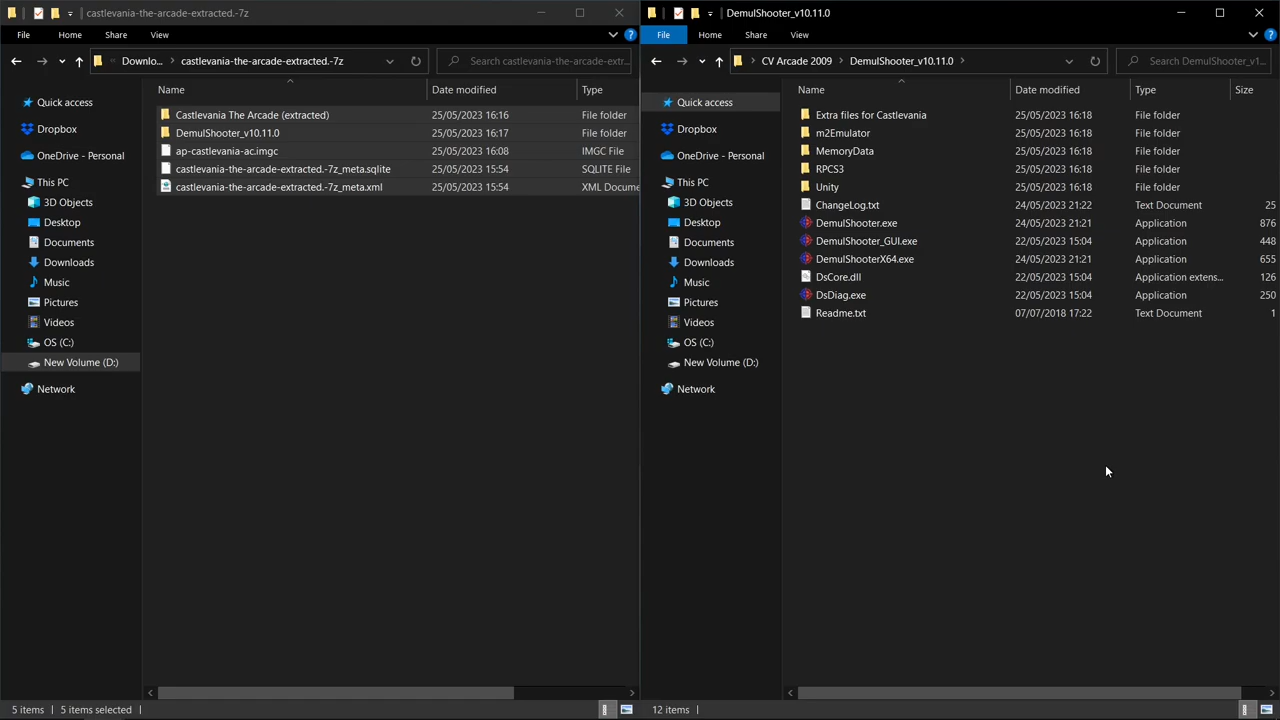 castlevania-the-arcade-extracted.-7z
File Home Share View
Downlo... castlevania-the-arcade-extracted.-7z Search castlevania-the-arcade-extr...
Name Date modified Type
Quick access
Dropbox
OneDrive - Personal
This PC
3D Objects
Desktop
Documents
Downloads
Music
Pictures
Videos
OS (C:)
New Volume (D:)
Network
Castlevania The Arcade (extracted) 25/05/2023 16:16 File folder
DemulShooter_v10.11.0 25/05/2023 16:17 File folder
ap-castlevania-ac.imgc 25/05/2023 16:08 IMGC File
castlevania-the-arcade-extracted.-7z_meta.sqlite 25/05/2023 15:54 SQLITE File
castlevania-the-arcade-extracted.-7z_meta.xml 25/05/2023 15:54 XML Docume
5 items 5 items selected
DemulShooter_v10.11.0
File Home Share View
CV Arcade 2009 DemulShooter_v10.11.0 Search DemulShooter_v1...
Name Date modified Type Size
Quick access
Dropbox
OneDrive - Personal
This PC
3D Objects
Desktop
Documents
Downloads
Music
Pictures
Videos
OS (C:)
New Volume (D:)
Network
Extra files for Castlevania 25/05/2023 16:18 File folder
m2Emulator 25/05/2023 16:18 File folder
MemoryData 25/05/2023 16:18 File folder
RPCS3 25/05/2023 16:18 File folder
Unity 25/05/2023 16:18 File folder
ChangeLog.txt 24/05/2023 21:22 Text Document 25
DemulShooter.exe 24/05/2023 21:21 Application 876
DemulShooter_GUI.exe 22/05/2023 15:04 Application 448
DemulShooterX64.exe 24/05/2023 21:21 Application 655
DsCore.dll 22/05/2023 15:04 Application extens... 126
DsDiag.exe 22/05/2023 15:04 Application 250
Readme.txt 07/07/2018 17:22 Text Document 1
12 items